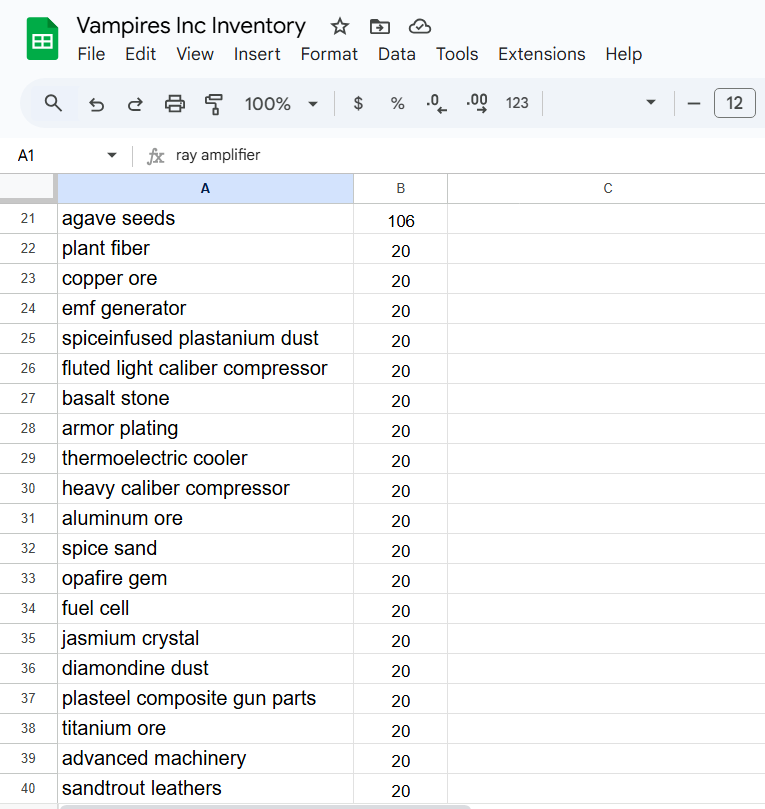 Vampires Inc Inventory
File Edit View Insert Format Data Tools Extensions Help
100% $ % .0 .00 123 12
A1 fx ray amplifier
A B C
21 agave seeds 106
22 plant fiber 20
23 copper ore 20
24 emf generator 20
25 spiceinfused plastanium dust 20
26 fluted light caliber compressor 20
27 basalt stone 20
28 armor plating 20
29 thermoelectric cooler 20
30 heavy caliber compressor 20
31 aluminum ore 20
32 spice sand 20
33 opafire gem 20
34 fuel cell 20
35 jasmium crystal 20
36 diamondine dust 20
37 plasteel composite gun parts 20
38 titanium ore 20
39 advanced machinery 20
40 sandtrout leathers 20